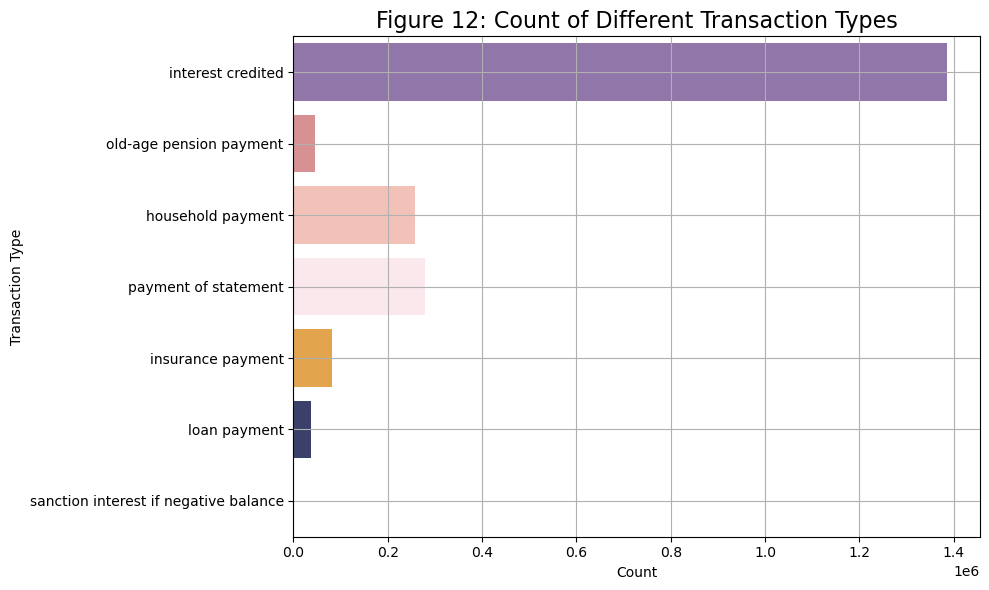 Figure 12: Count of Different Transaction Types
interest credited
old-age pension payment
household payment
payment of statement
insurance payment
loan payment
sanction interest if negative balance
Transaction Type
0.0 0.2 0.4 0.6 0.8 1.0 1.2 1.4
1e6
Count